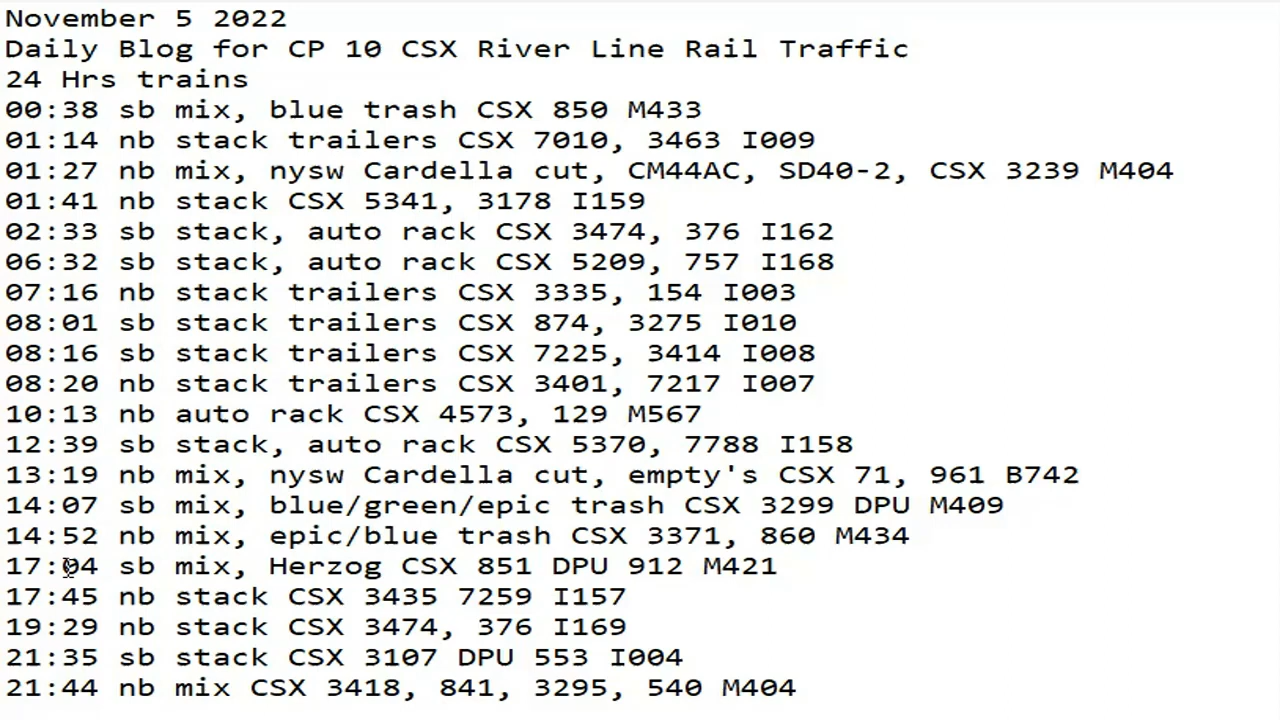 November 5 2022
Daily Blog for CP 10 CSX River Line Rail Traffic
24 Hrs trains
00:38 sb mix, blue trash CSX 850 M433
01:14 nb stack trailers CSX 7010, 3463 I009
01:27 nb mix, nysw Cardella cut, CM44AC, SD40-2, CSX 3239 M404
01:41 nb stack CSX 5341, 3178 I159
02:33 sb stack, auto rack CSX 3474, 376 I162
06:32 sb stack, auto rack CSX 5209, 757 I168
07:16 nb stack trailers CSX 3335, 154 I003
08:01 sb stack trailers CSX 874, 3275 I010
08:16 sb stack trailers CSX 7225, 3414 I008
08:20 nb stack trailers CSX 3401, 7217 I007
10:13 nb auto rack CSX 4573, 129 M567
12:39 sb stack, auto rack CSX 5370, 7788 I158
13:19 nb mix, nysw Cardella cut, empty's CSX 71, 961 B742
14:07 sb mix, blue/green/epic trash CSX 3299 DPU M409
14:52 nb mix, epic/blue trash CSX 3371, 860 M434
17:04 sb mix, Herzog CSX 851 DPU 912 M421
17:45 nb stack CSX 3435 7259 I157
19:29 nb stack CSX 3474, 376 I169
21:35 sb stack CSX 3107 DPU 553 I004
21:44 nb mix CSX 3418, 841, 3295, 540 M404